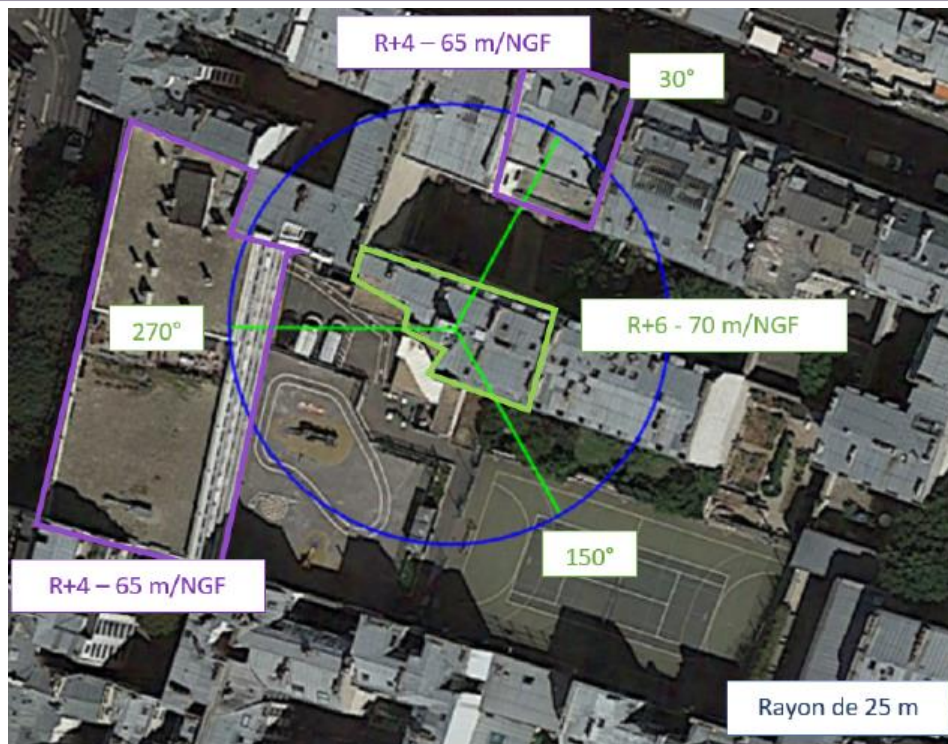 R+4 – 65 m/NGF
30°
R+6 - 70 m/NGF
270°
150°
R+4 – 65 m/NGF
Rayon de 25 m